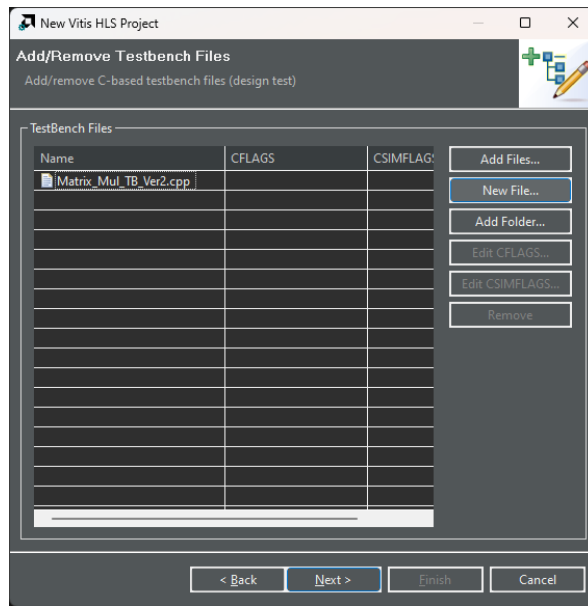 New Vitis HLS Project
Add/Remove Testbench Files
Add/remove C-based testbench files (design test)
TestBench Files
Name CFLAGS CSIMFLAGS
Matrix_Mul_TB_Ver2.cpp
Add Files...
New File...
Add Folder...
Edit CFLAGS...
Edit CSIMFLAGS...
Remove
< Back Next > Finish Cancel